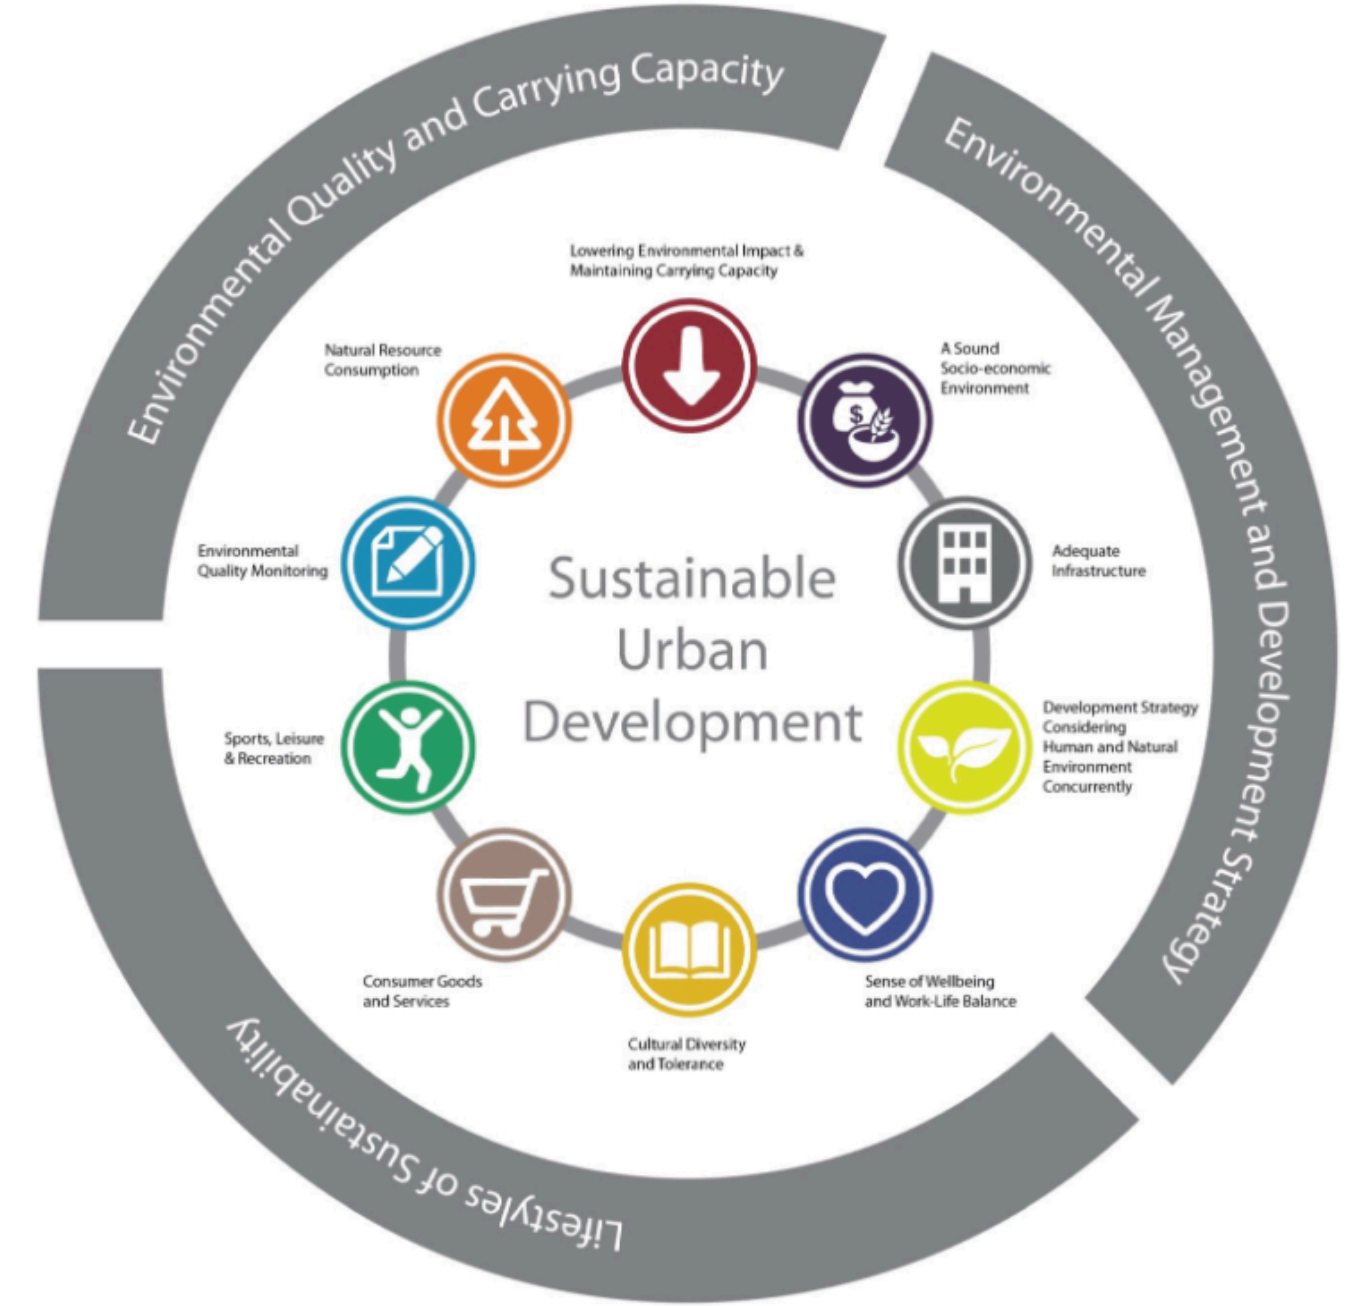 Environmental Quality and Carrying Capacity
Environmental Management and Development Strategy
Lifestyles of Sustainability
Lowering Environmental Impact &
Maintaining Carrying Capacity
A Sound
Socio-economic
Environment
$
Adequate
Infrastructure
Development Strategy
Considering
Human and Natural
Environment
Concurrently
Sense of Wellbeing
and Work-Life Balance
Cultural Diversity
and Tolerance
Consumer Goods
and Services
Sports, Leisure
& Recreation
Environmental
Quality Monitoring
Natural Resource
Consumption
Sustainable
Urban
Development